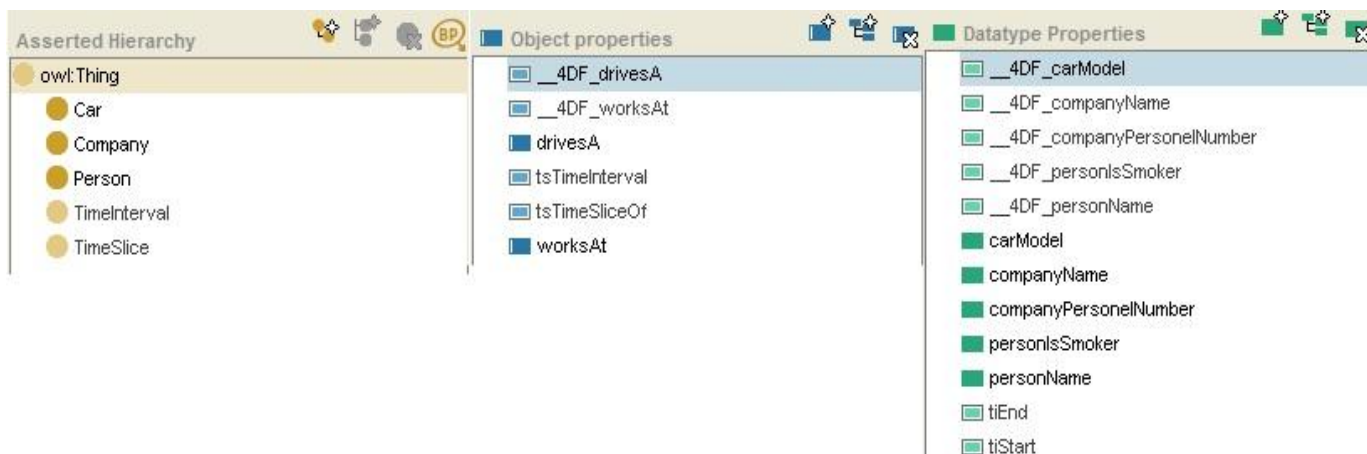 Asserted Hierarchy
BP
owl:Thing
Car
Company
Person
TimeInterval
TimeSlice
Object properties
__4DF_drivesA
__4DF_worksAt
drivesA
tsTimeInterval
tsTimeSliceOf
worksAt
Datatype Properties
__4DF_carModel
__4DF_companyName
__4DF_companyPersonelNumber
__4DF_personIsSmoker
__4DF_personName
carModel
companyName
companyPersonelNumber
personIsSmoker
personName
tiEnd
tiStart